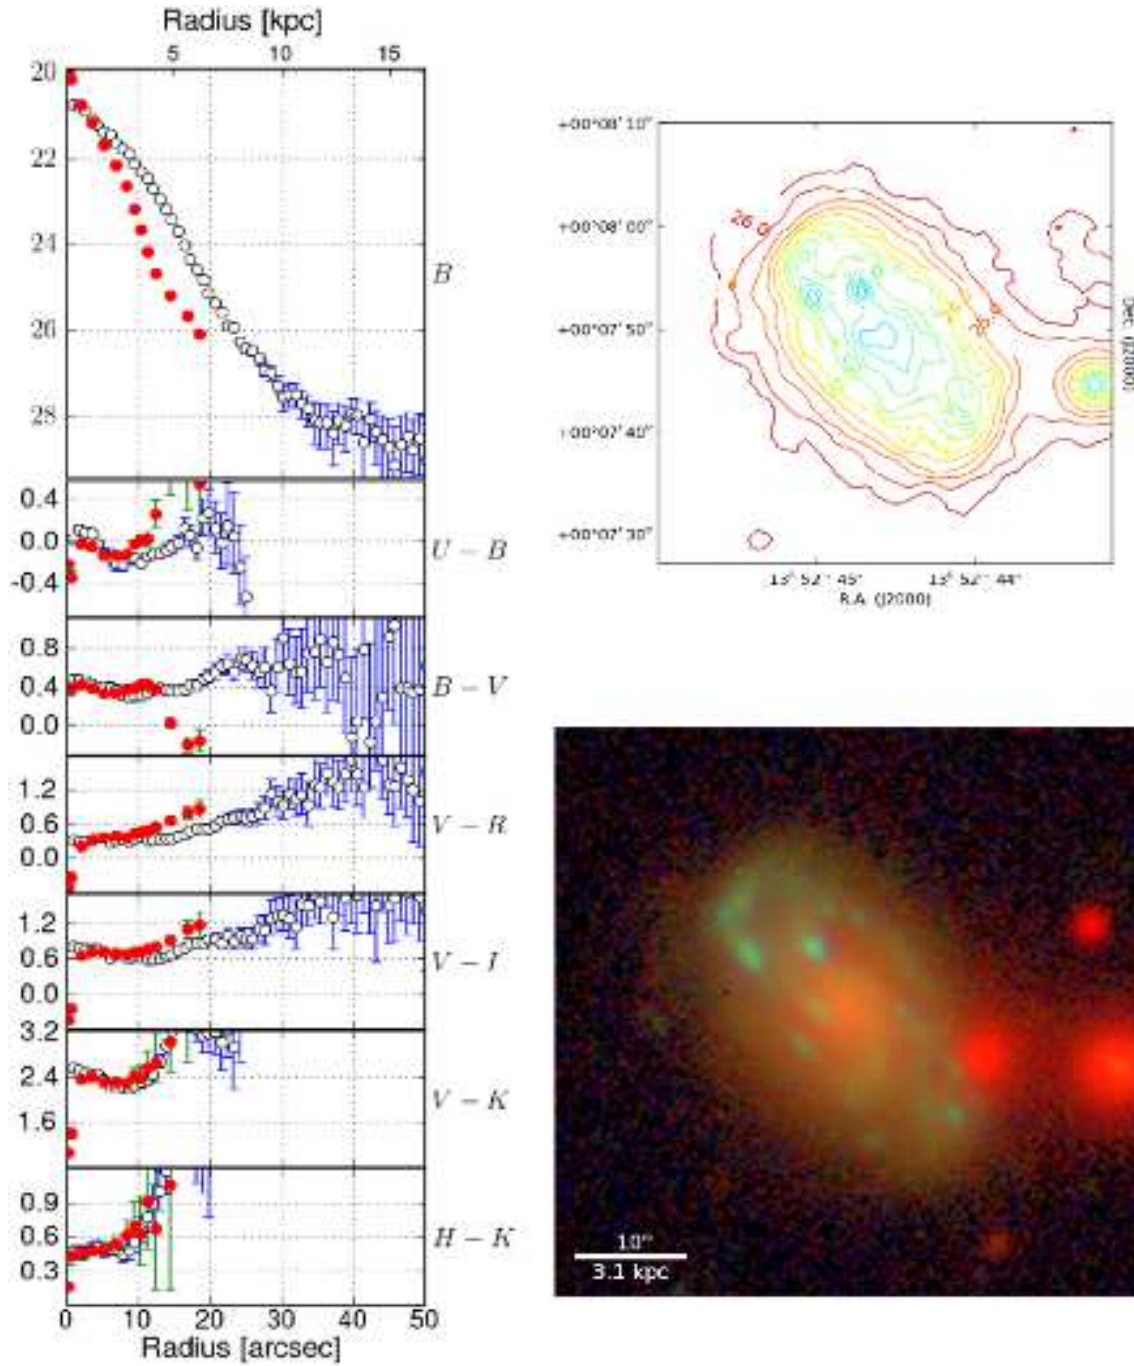 Radius [kpc]
5 10 15
20
22
24
26
28
B
0.4
0.0
-0.4
U − B
0.8
0.4
0.0
B − V
1.2
0.6
0.0
V − R
1.2
0.6
0.0
V − I
3.2
2.4
1.6
V − K
0.9
0.6
0.3
H − K
0 10 20 30 40 50
Radius [arcsec]
+00°08'10"
+00°08'00"
+00°07'50"
+00°07'40"
+00°07'30"
26.0
Dec. (J2000)
R.A. (J2000)
10"
3.1 kpc